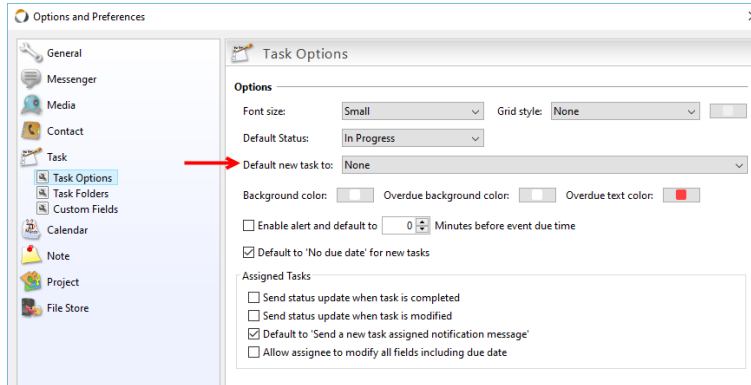 Options and Preferences
General
Messenger
Media
Contact
Task
Task Options
Task Folders
Custom Fields
Calendar
Note
Project
File Store
Task Options
Options
Font size: Small Grid style: None
Default Status: In Progress
Default new task to: None
Background color: Overdue background color: Overdue text color:
Enable alert and default to 0 Minutes before event due time
Default to 'No due date' for new tasks
Assigned Tasks
Send status update when task is completed
Send status update when task is modified
Default to 'Send a new task assigned notification message'
Allow assignee to modify all fields including due date